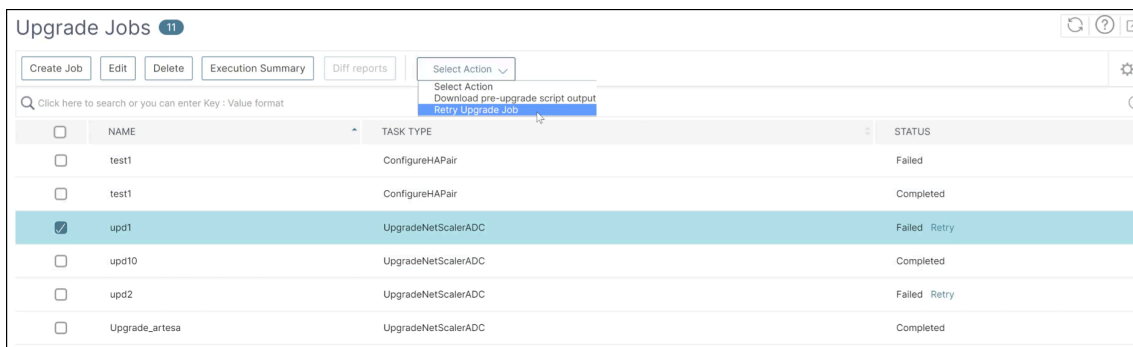 Upgrade Jobs 11
Create Job Edit Delete Execution Summary Diff reports Select Action
Select Action
Download pre-upgrade script output
Retry Upgrade Job
Click here to search or you can enter Key : Value format
NAME TASK TYPE STATUS
test1 ConfigureHAPair Failed
test1 ConfigureHAPair Completed
upd1 UpgradeNetScalerADC Failed Retry
upd10 UpgradeNetScalerADC Completed
upd2 UpgradeNetScalerADC Failed Retry
Upgrade_artesa UpgradeNetScalerADC Completed